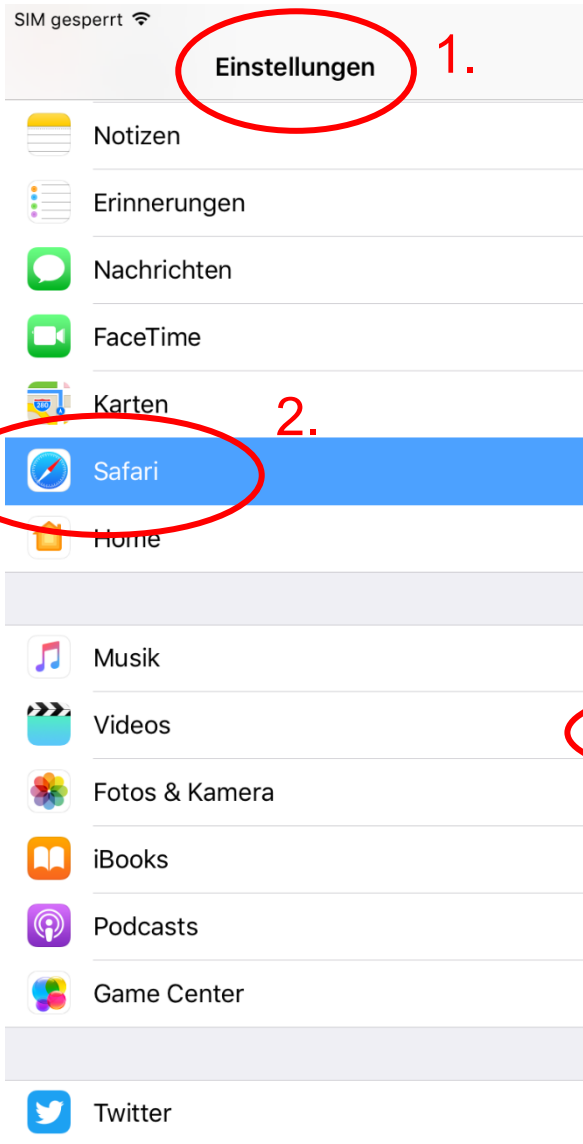 SIM gesperrt
Einstellungen 1.
Notizen
Erinnerungen
Nachrichten
FaceTime
Karten
2.
Safari
Home
Musik
Videos
Fotos & Kamera
iBooks
Podcasts
Game Center
Twitter